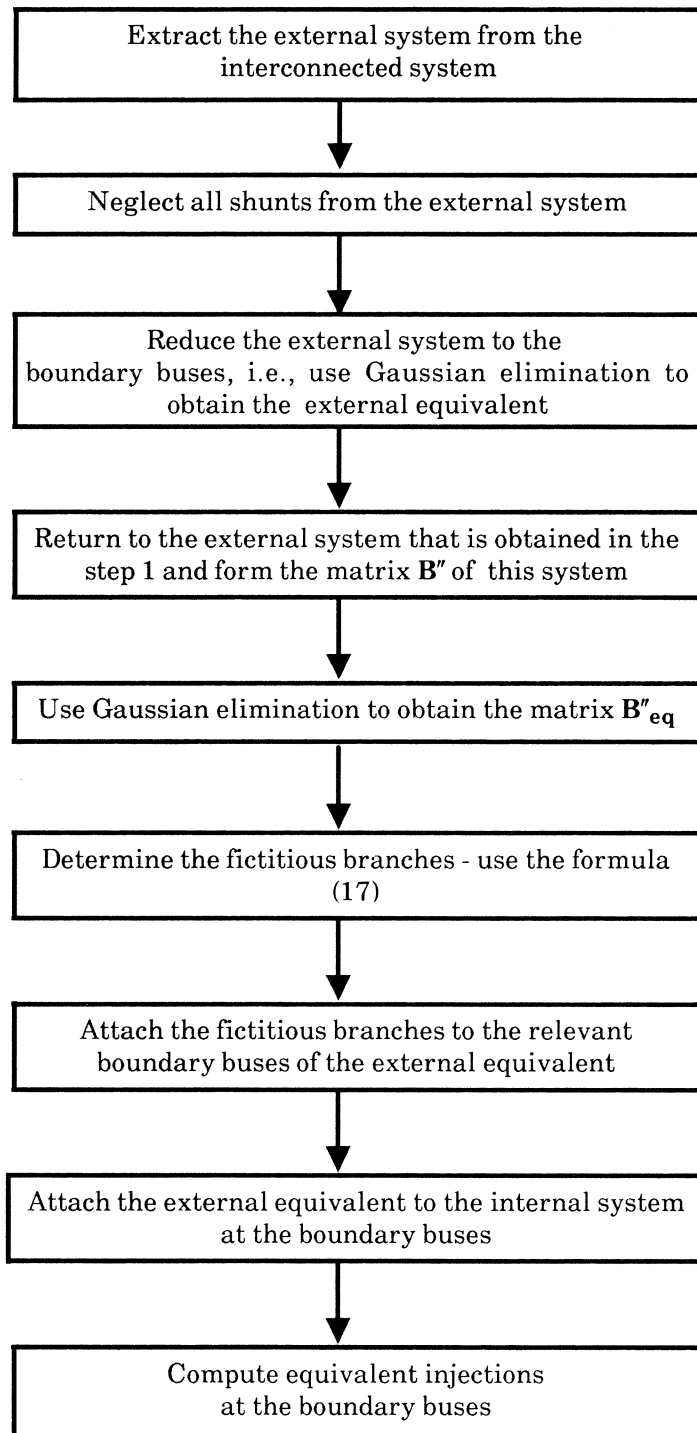 Extract the external system from the
interconnected system
Neglect all shunts from the external system
Reduce the external system to the
boundary buses, i.e., use Gaussian elimination to
obtain the external equivalent
Return to the external system that is obtained in the
step 1 and form the matrix B″ of this system
Use Gaussian elimination to obtain the matrix B″eq
Determine the fictitious branches - use the formula
(17)
Attach the fictitious branches to the relevant
boundary buses of the external equivalent
Attach the external equivalent to the internal system
at the boundary buses
Compute equivalent injections
at the boundary buses